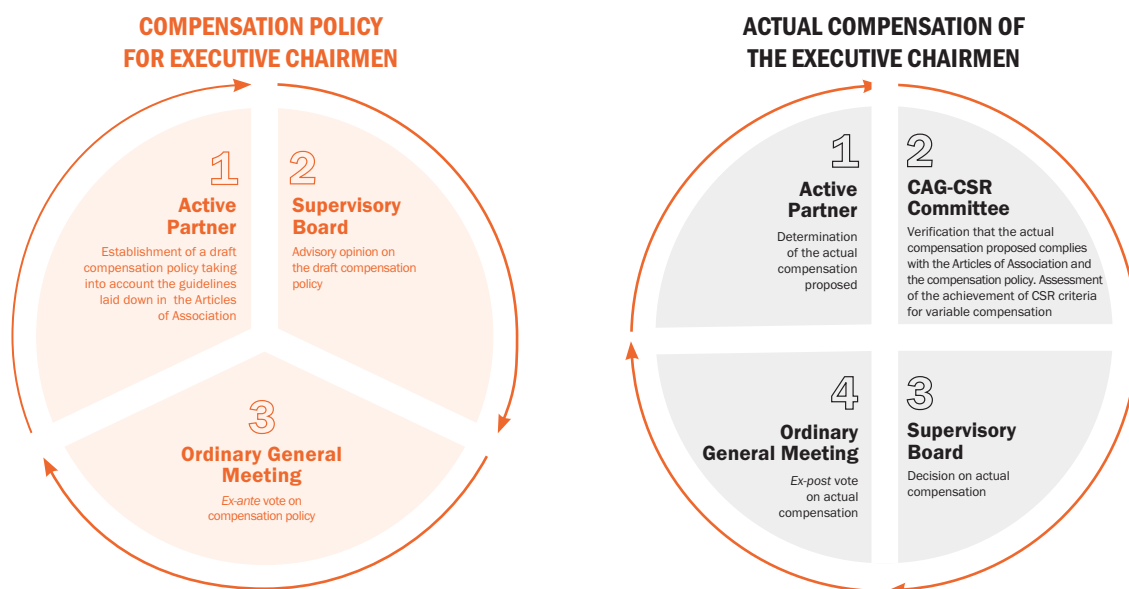 COMPENSATION POLICY
FOR EXECUTIVE CHAIRMEN
1
Active
Partner
Establishment of a draft
compensation policy taking
into account the guidelines
laid down in the Articles
of Association
2
Supervisory
Board
Advisory opinion on
the draft compensation
policy
3
Ordinary General
Meeting
Ex-ante vote on
compensation policy
ACTUAL COMPENSATION OF
THE EXECUTIVE CHAIRMEN
1
Active
Partner
Determination
of the actual
compensation
proposed
2
CAG-CSR
Committee
Verification that the actual
compensation proposed complies
with the Articles of Association and
the compensation policy. Assessment
of the achievement of CSR criteria
for variable compensation
3
Supervisory
Board
Decision on actual
compensation
4
Ordinary
General Meeting
Ex-post vote
on actual
compensation